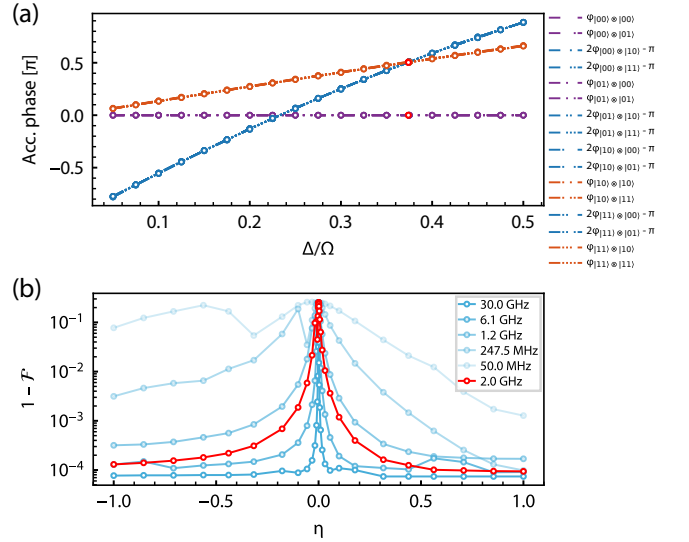 (a)
Acc. phase [π]
0.5
0.0
−0.5
0.1
0.2
0.3
0.4
0.5
Δ/Ω
φ|00⟩⊗|00⟩
φ|00⟩⊗|01⟩
2φ|00⟩⊗|10⟩ - π
2φ|00⟩⊗|11⟩ - π
φ|01⟩⊗|00⟩
φ|01⟩⊗|01⟩
2φ|01⟩⊗|10⟩ - π
2φ|01⟩⊗|11⟩ - π
2φ|10⟩⊗|00⟩ - π
2φ|10⟩⊗|01⟩ - π
φ|10⟩⊗|10⟩
φ|10⟩⊗|11⟩
2φ|11⟩⊗|00⟩ - π
2φ|11⟩⊗|01⟩ - π
φ|11⟩⊗|10⟩
φ|11⟩⊗|11⟩
(b)
1 − F
10⁻¹
10⁻²
10⁻³
10⁻⁴
−1.0
−0.5
0.0
0.5
1.0
η
30.0 GHz
6.1 GHz
1.2 GHz
247.5 MHz
50.0 MHz
2.0 GHz